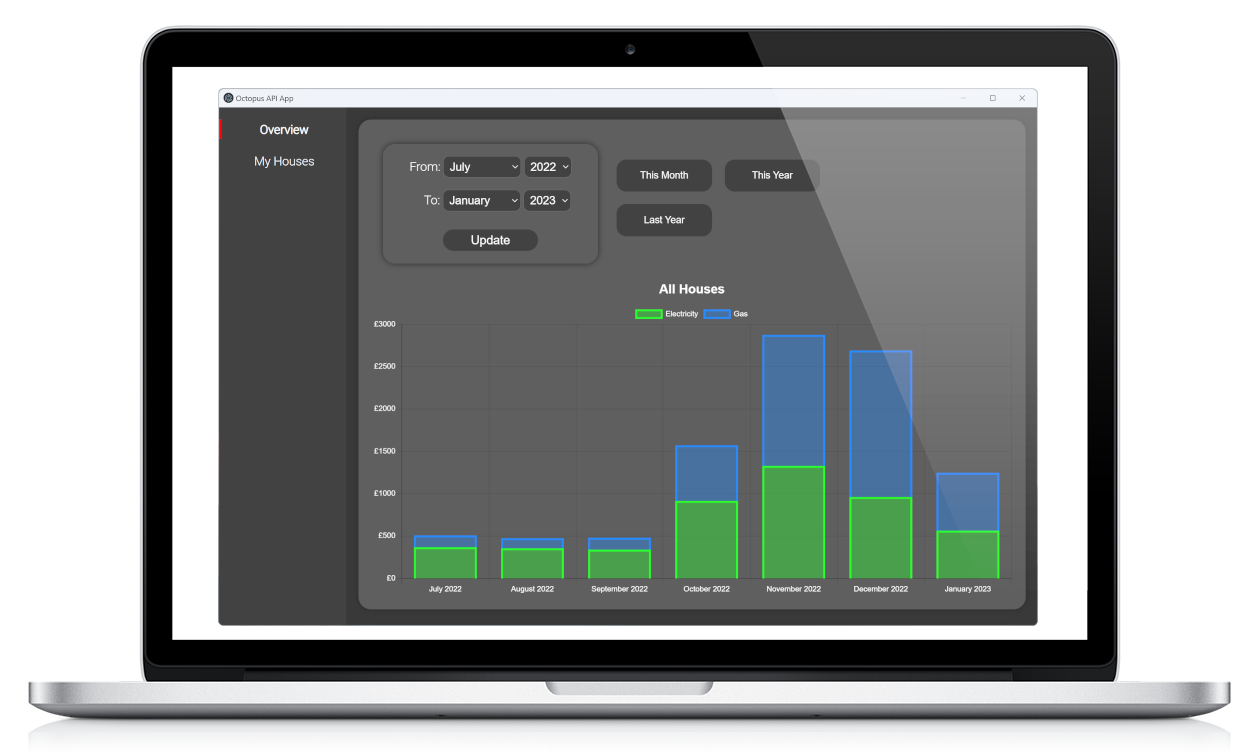 Octopus API App
Overview
My Houses
From: July 2022
To: January 2023
Update
This Month
This Year
Last Year
All Houses
Electricity Gas
£3000
£2500
£2000
£1500
£1000
£500
£0
July 2022 August 2022 September 2022 October 2022 November 2022 December 2022 January 2023